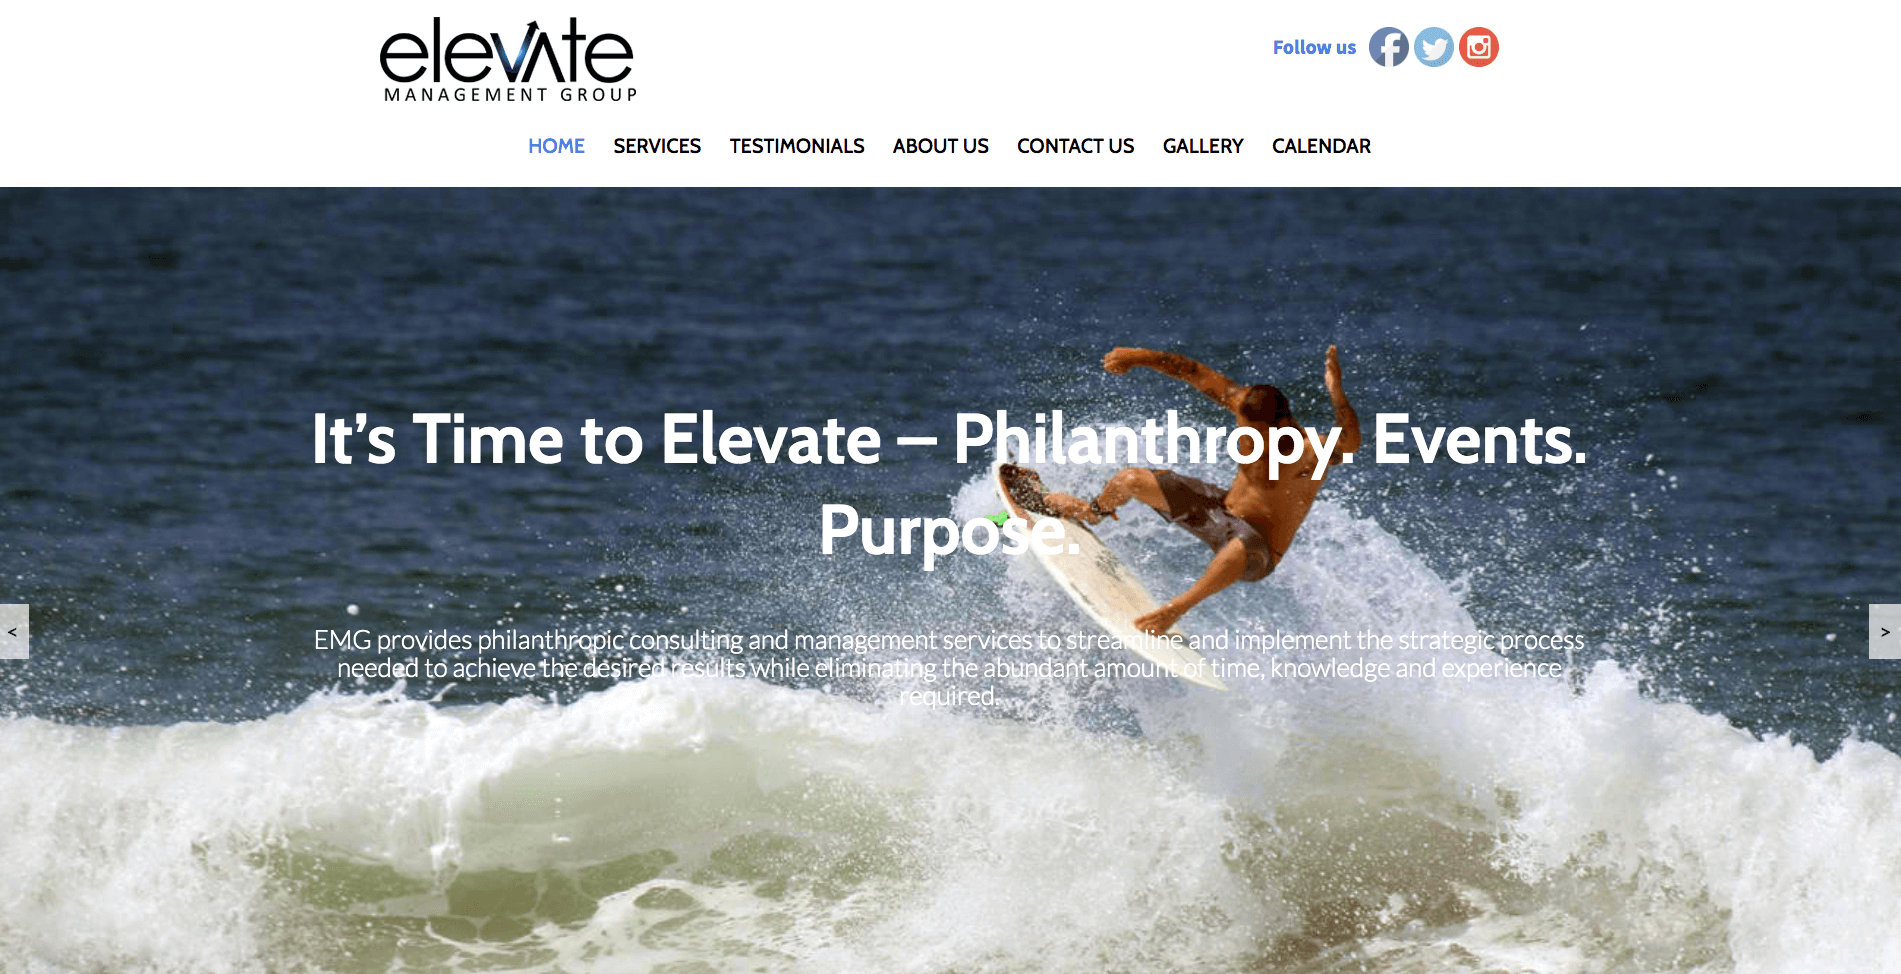 elevate
MANAGEMENT GROUP
Follow us
HOME SERVICES TESTIMONIALS ABOUT US CONTACT US GALLERY CALENDAR
It’s Time to Elevate – Philanthropy. Events.
Purpose.
< >
EMG provides philanthropic consulting and management services to streamline and implement the strategic process
needed to achieve the desired results while eliminating the abundant amount of time, knowledge and experience
required.